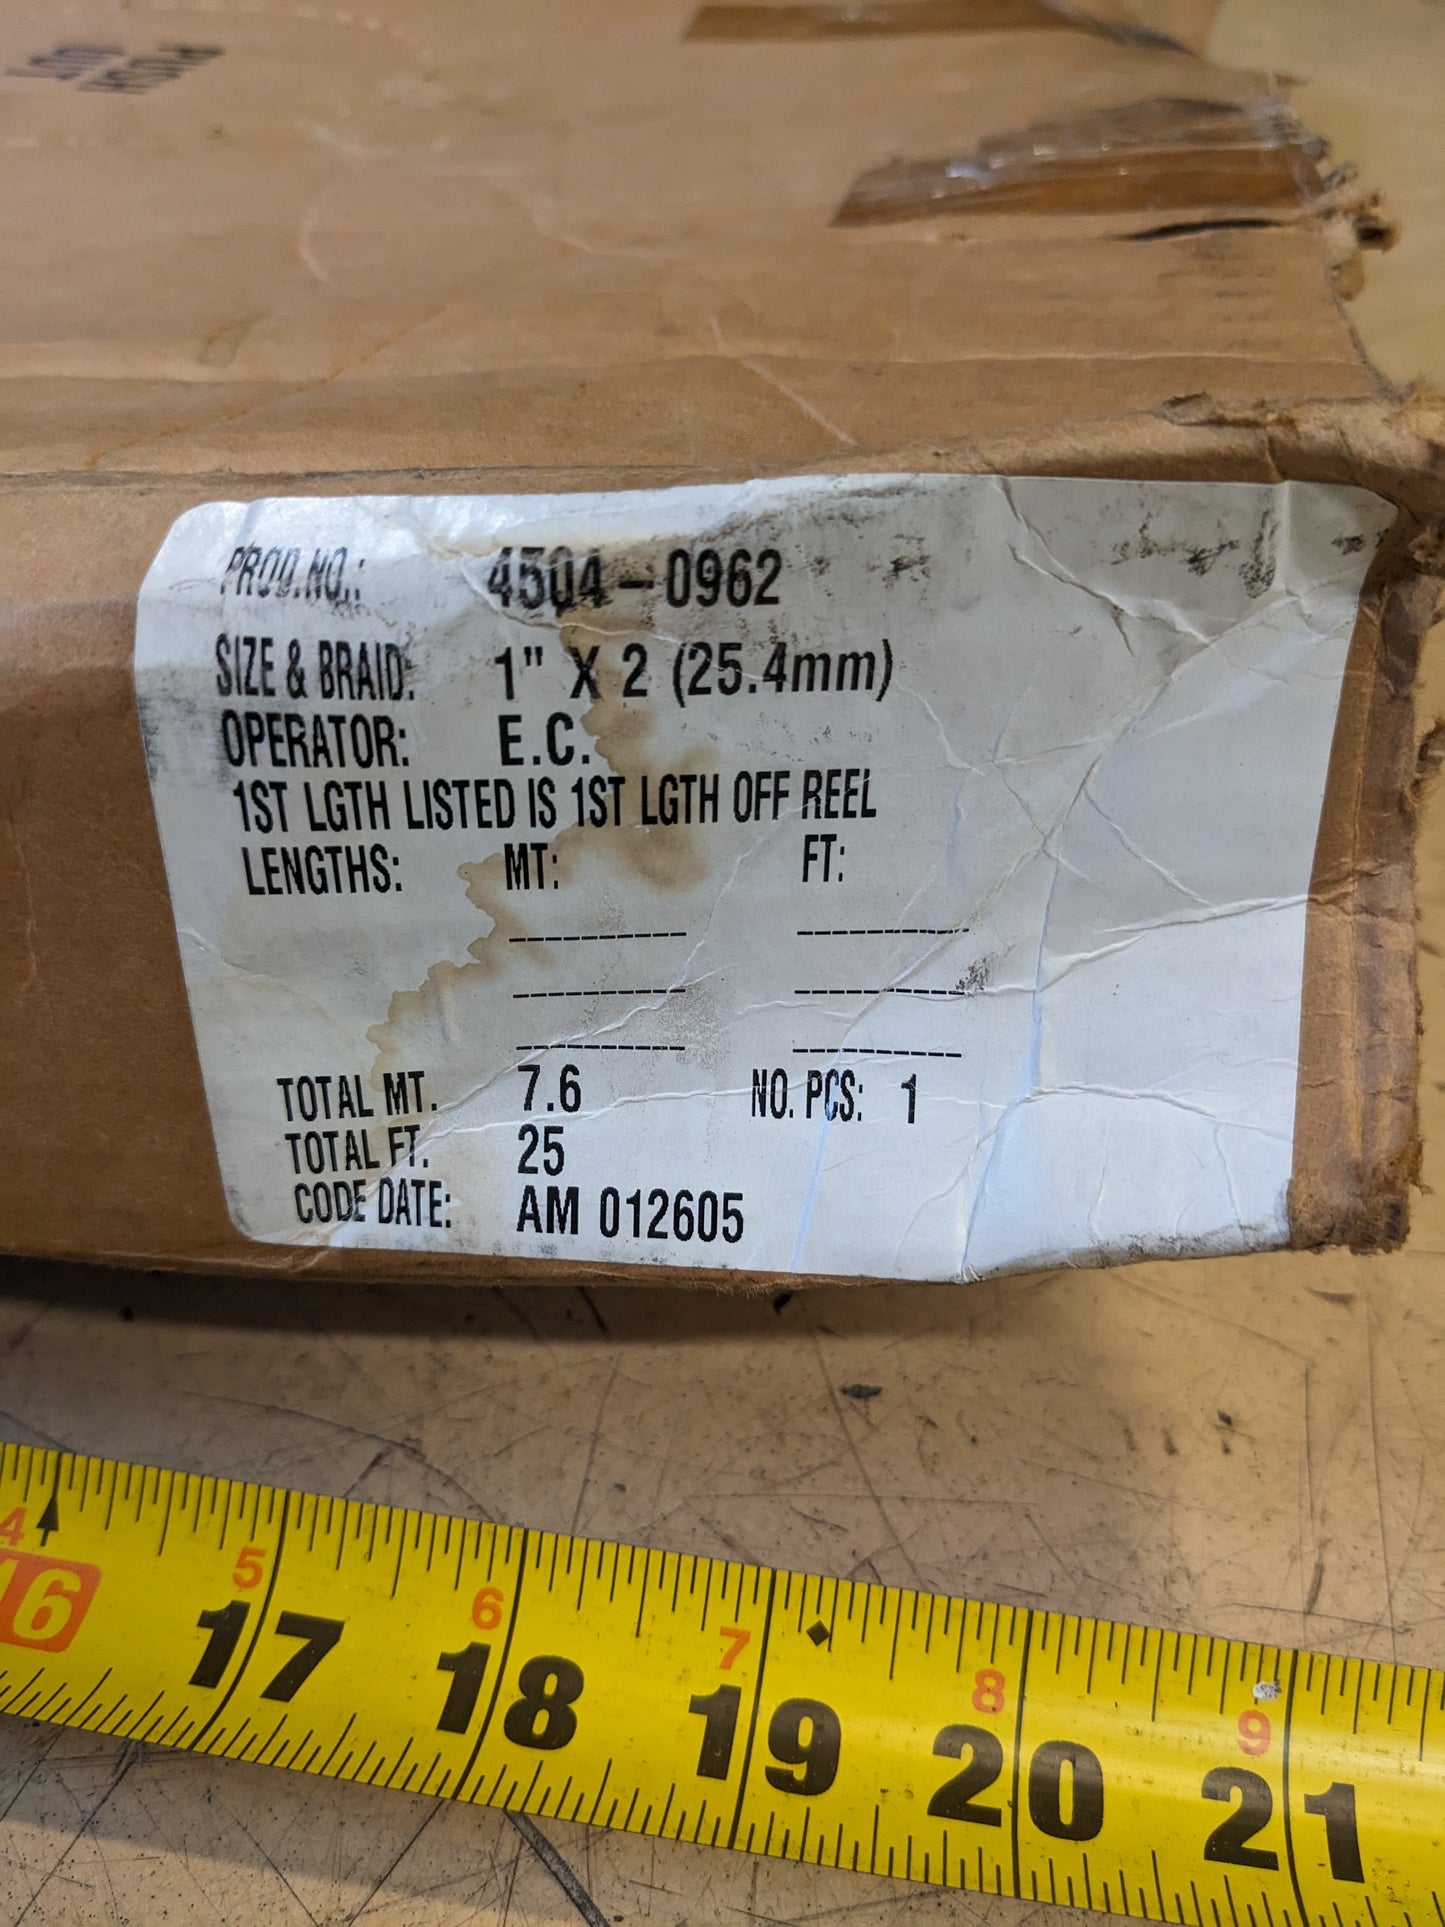 PUSH
OUT
PROD.NO.: 4504-0962
SIZE & BRAID: 1" X 2 (25.4mm)
OPERATOR: E.C.
1ST LGTH LISTED IS 1ST LGTH OFF REEL
LENGTHS: MT: FT:
TOTAL MT. 7.6 NO. PCS: 1
TOTAL FT. 25
CODE DATE: AM 012605
4 5 6 7 8 9
16 17 18 19 20 21